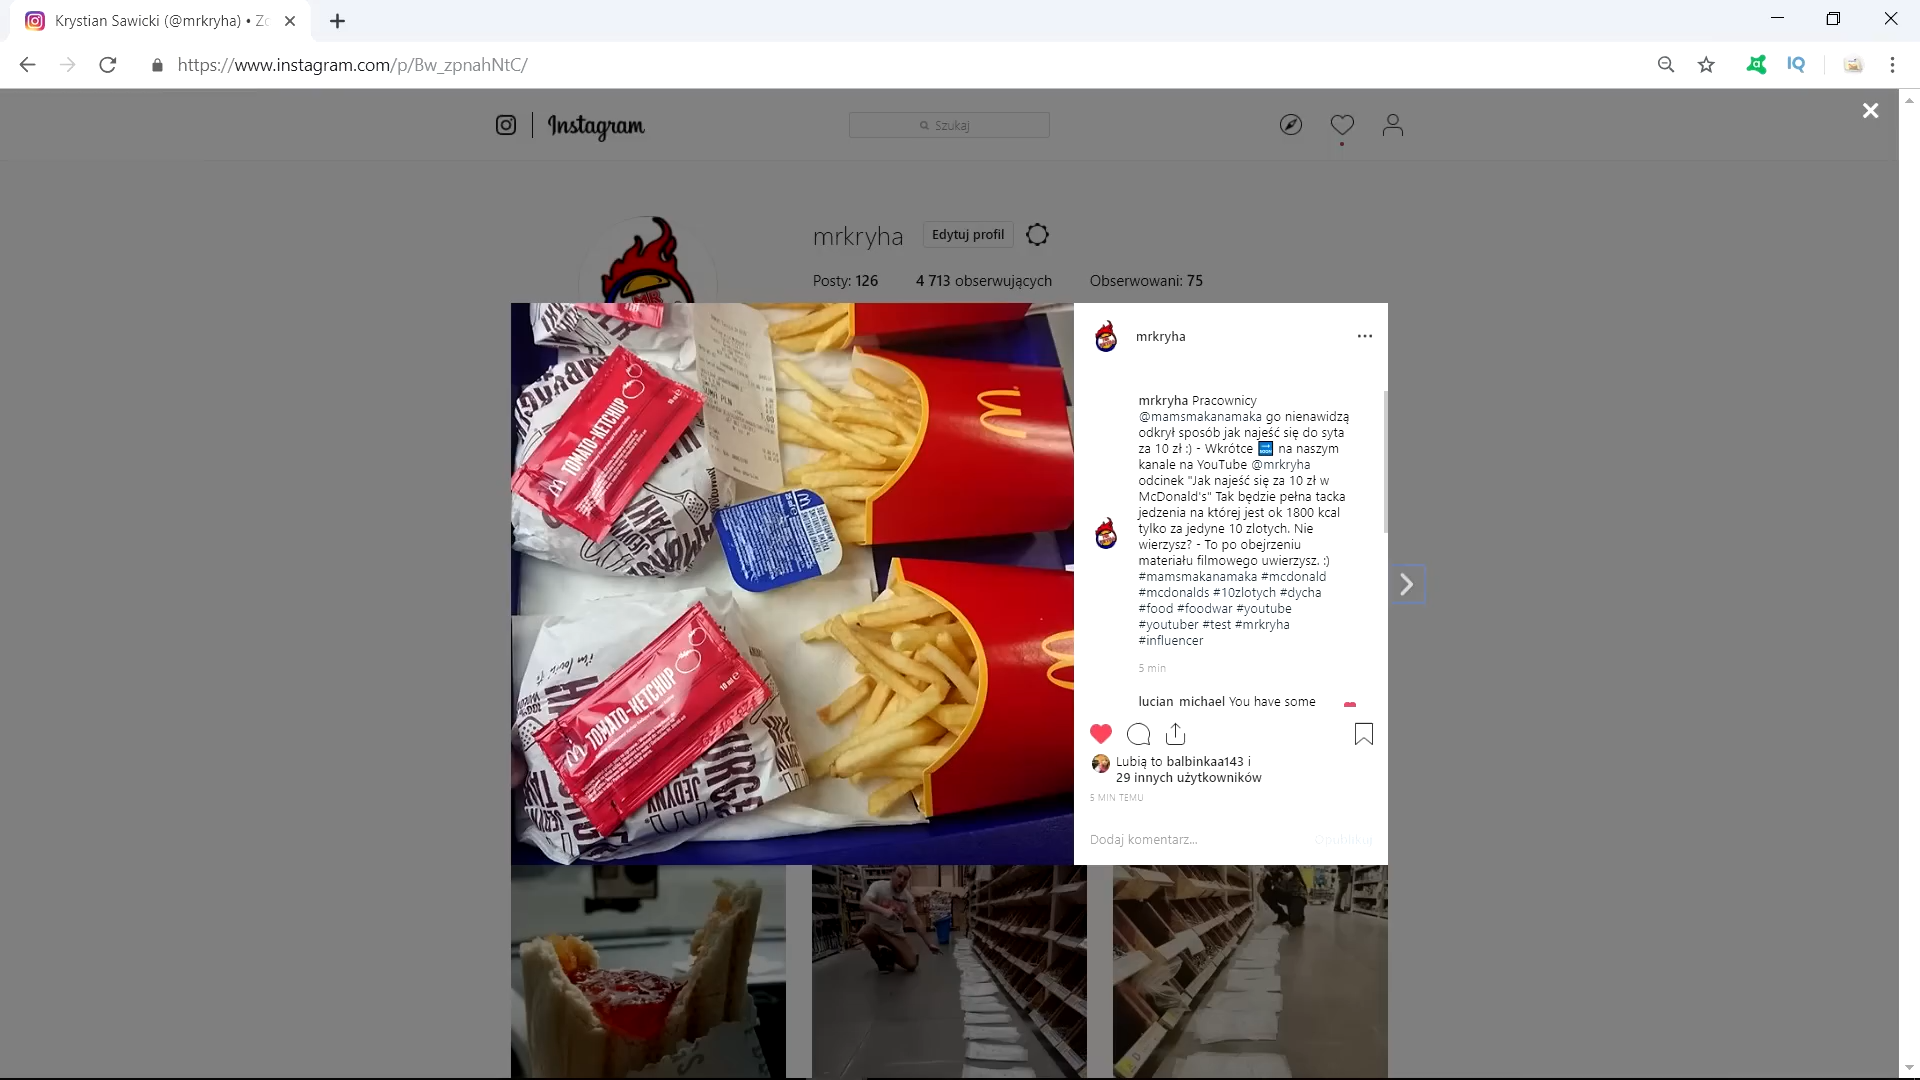 Krystian Sawicki (@mrkryha) • Zd
https://www.instagram.com/p/Bw_zpnahNtC/
IQ
Instagram
Szukaj
mrkryha
Edytuj profil
Posty: 126
4 713 obserwujących
Obserwowani: 75
TOMATO-KETCHUP
TOMATO-KETCHUP
JEDYNY
mrkryha
mrkryha Pracownicy
@mamsmakanamaka go nienawidzą
odkrył sposób jak najeść się do syta
za 10 zł :) - Wkrótce 🔜 na naszym
kanale na YouTube @mrkryha
odcinek "Jak najeść się za 10 zł w
McDonald's" Tak będzie pełna tacka
jedzenia na której jest ok 1800 kcal
tylko za jedyne 10 zlotych. Nie
wierzysz? - To po obejrzeniu
materiału filmowego uwierzysz. :)
#mamsmakanamaka #mcdonald
#mcdonalds #10zlotych #dycha
#food #foodwar #youtube
#youtuber #test #mrkryha
#influencer
5 min
lucian_michael You have some
Lubią to balbinkaa143 i
29 innych użytkowników
5 MIN TEMU
Dodaj komentarz...
Opublikuj